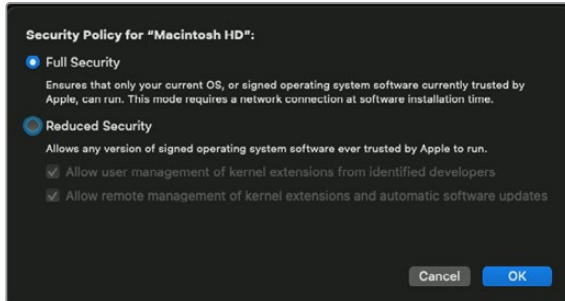 Security Policy for “Macintosh HD”:
Full Security
Ensures that only your current OS, or signed operating system software currently trusted by
Apple, can run. This mode requires a network connection at software installation time.
Reduced Security
Allows any version of signed operating system software ever trusted by Apple to run.
Allow user management of kernel extensions from identified developers
Allow remote management of kernel extensions and automatic software updates
Cancel OK